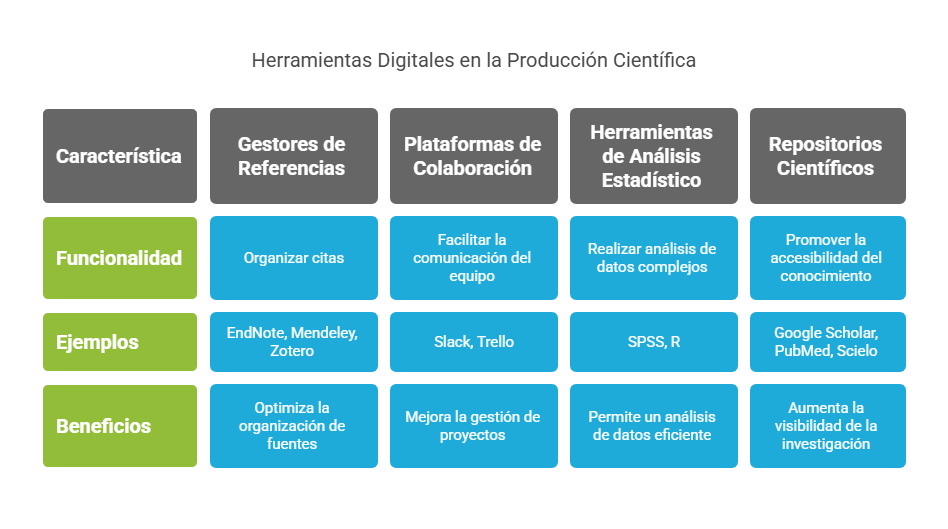 Herramientas Digitales en la Producción Científica
Característica
Gestores de
Referencias
Plataformas de
Colaboración
Herramientas
de Análisis
Estadístico
Repositorios
Científicos
Funcionalidad
Organizar citas
Facilitar la
comunicación del
equipo
Realizar análisis de
datos complejos
Promover la
accesibilidad del
conocimiento
Ejemplos
EndNote, Mendeley,
Zotero
Slack, Trello
SPSS, R
Google Scholar,
PubMed, Scielo
Beneficios
Optimiza la
organización de
fuentes
Mejora la gestión de
proyectos
Permite un análisis
de datos eficiente
Aumenta la
visibilidad de la
investigación